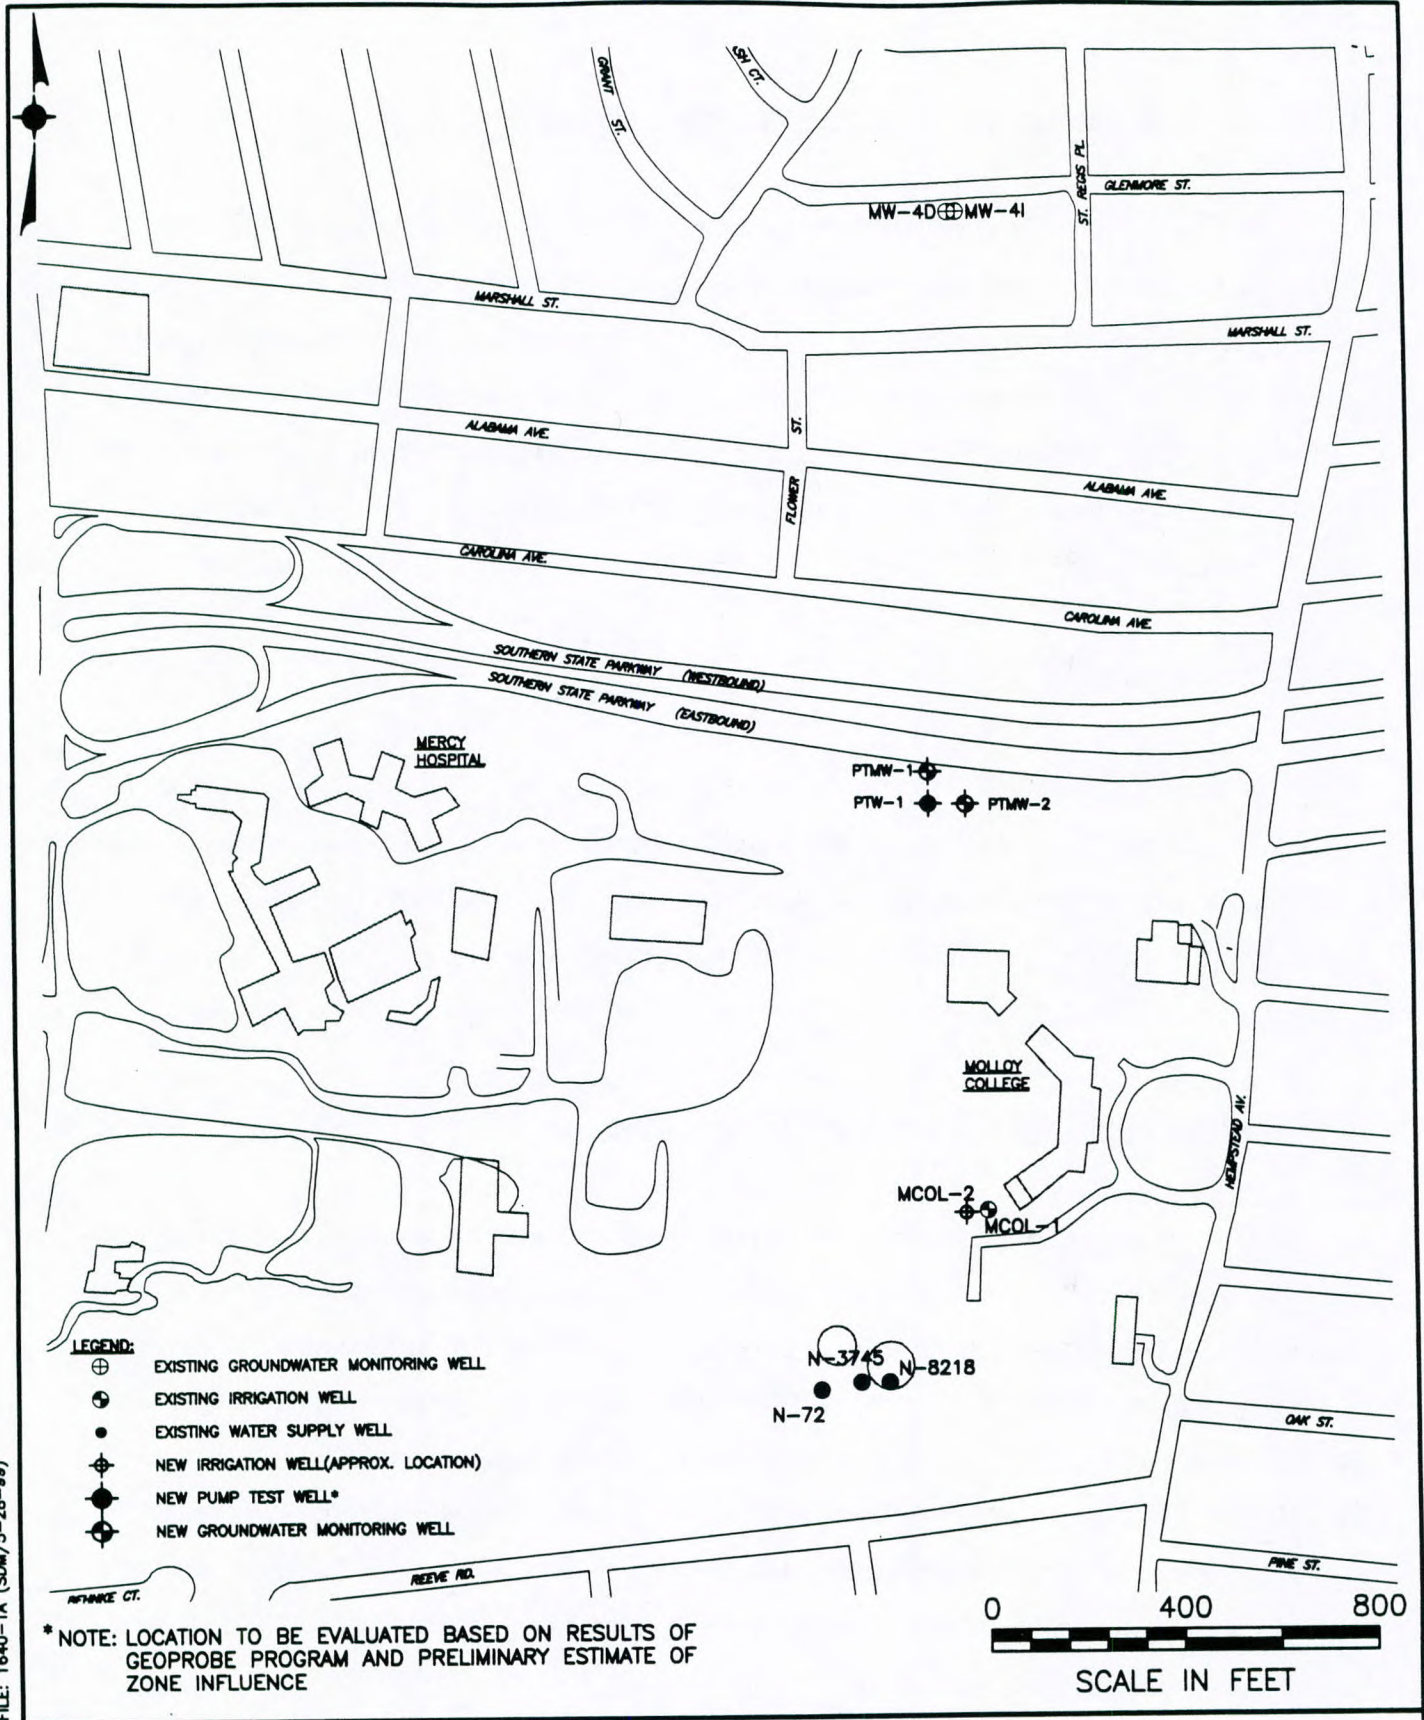 GRANT
ST.
SH CT.
ST. REGIS PL
GLENMORE ST.
MW-4D MW-4I
MARSHALL ST.
MARSHALL ST.
ALABAMA AVE.
ST.
FLOWER
ALABAMA AVE.
CAROLINA AVE.
CAROLINA AVE.
SOUTHERN STATE PARKWAY (WESTBOUND)
SOUTHERN STATE PARKWAY (EASTBOUND)
MERCY
HOSPITAL
PTMW-1
PTW-1
PTMW-2
MOLLOY
COLLEGE
HEMPSTEAD AV.
MCOL-2
MCOL-1
N-3745
N-8218
N-72
OAK ST.
PINE ST.
LEGEND:
EXISTING GROUNDWATER MONITORING WELL
EXISTING IRRIGATION WELL
EXISTING WATER SUPPLY WELL
NEW IRRIGATION WELL(APPROX. LOCATION)
NEW PUMP TEST WELL*
NEW GROUNDWATER MONITORING WELL
CT.
REEVE RD.
* NOTE: LOCATION TO BE EVALUATED BASED ON RESULTS OF
GEOPROBE PROGRAM AND PRELIMINARY ESTIMATE OF
ZONE INFLUENCE
0 400 800
SCALE IN FEET